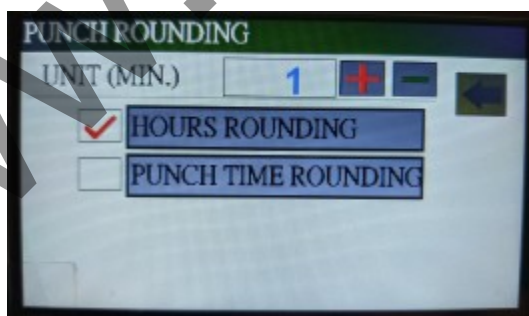 PUNCH ROUNDING
UNIT (MIN.) 1 + -
HOURS ROUNDING
PUNCH TIME ROUNDING